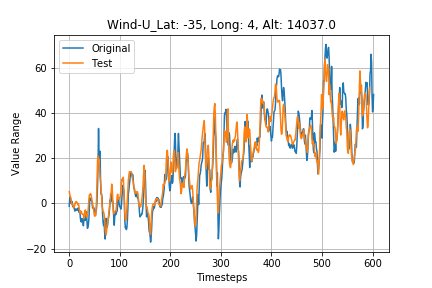 Wind-U_Lat: -35, Long: 4, Alt: 14037.0
Original
Test
Value Range
60
40
20
0
−20
0 100 200 300 400 500 600
Timesteps